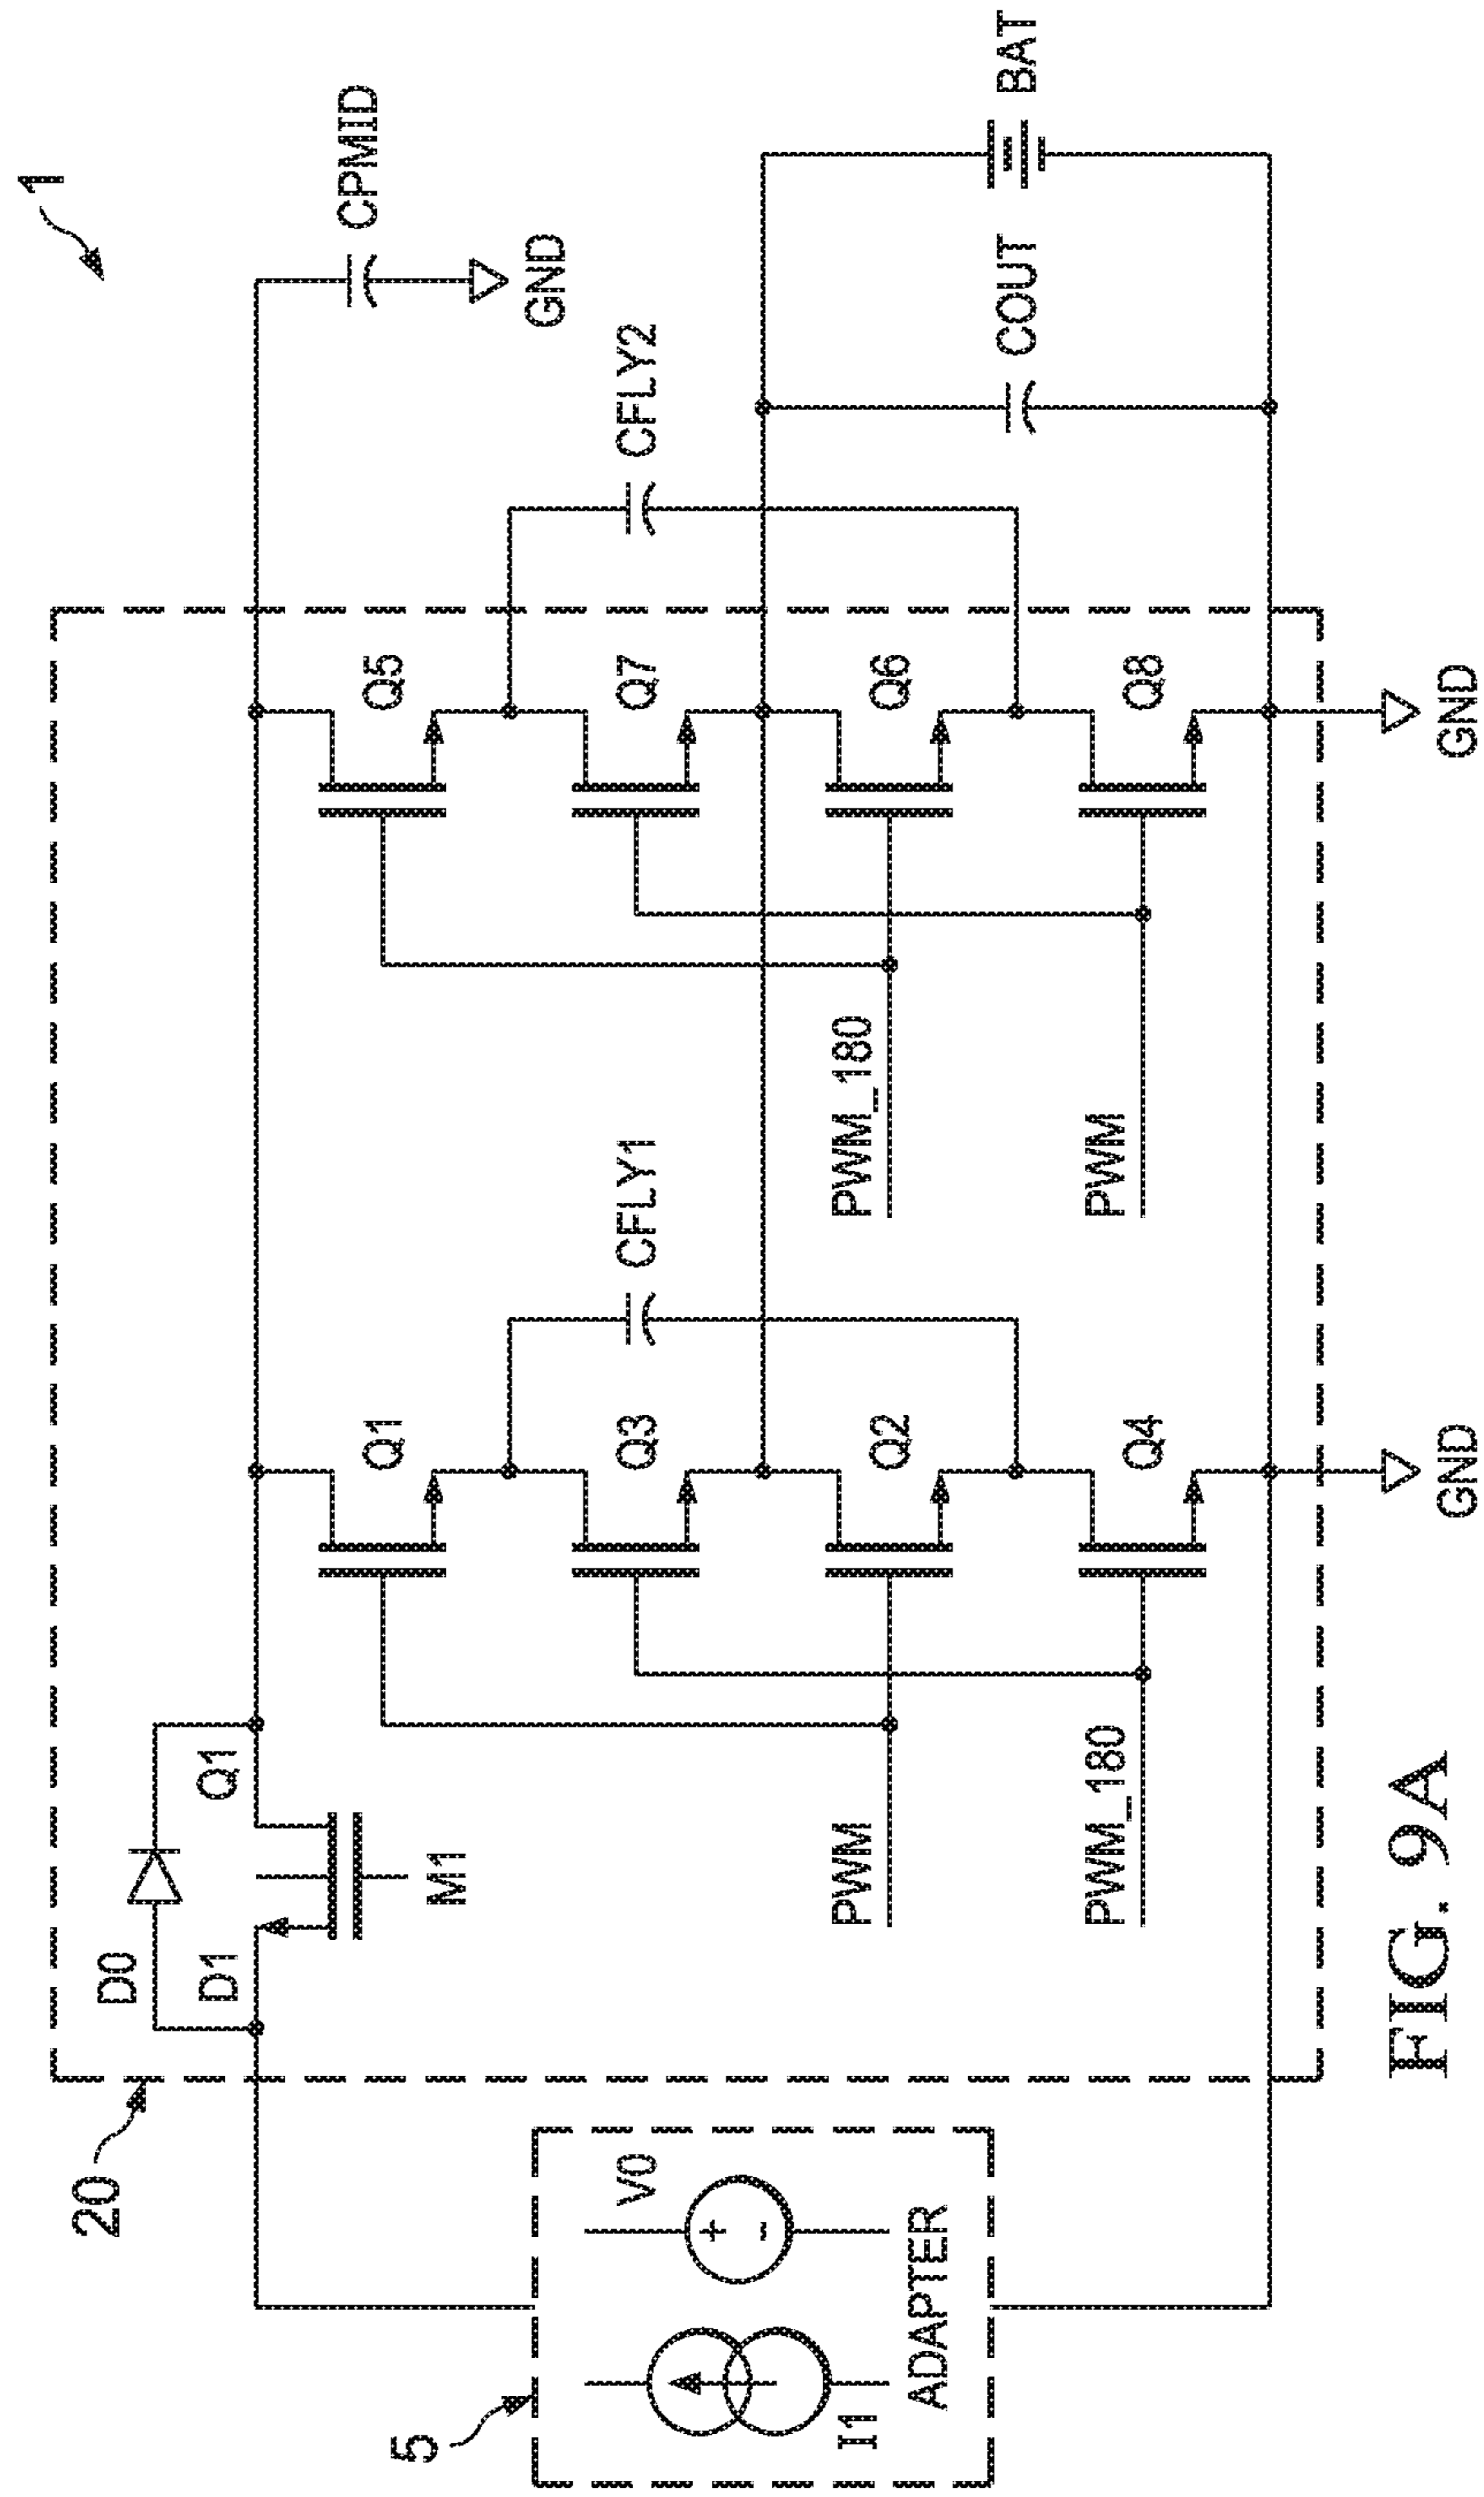 1
20
5
D0
D1
Q1
M1
CPMID
GND
Q1
Q3
Q2
Q4
CFLY1
PWM
PWM_180
Q5
Q7
Q6
Q8
CFLY2
PWM_180
PWM
V0
+
-
I1
ADAPTER
COUT
BAT
GND
GND
FIG. 9A